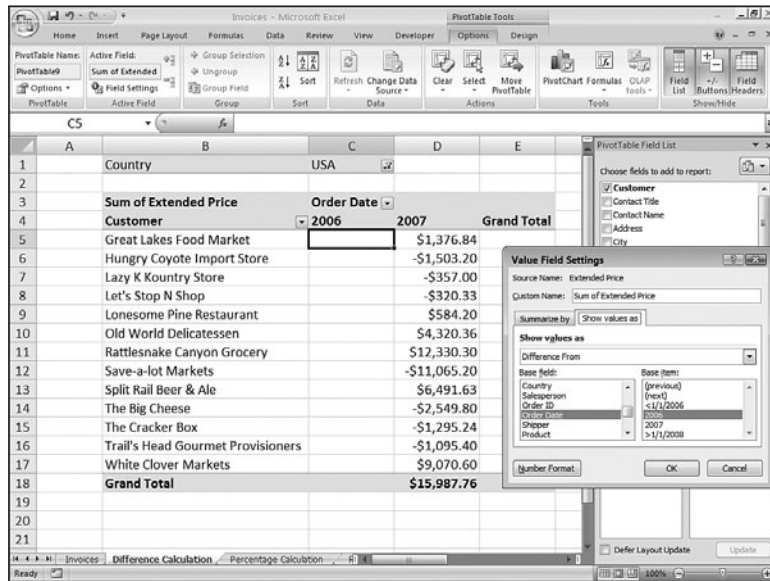 Invoices - Microsoft Excel
PivotTable Tools
Home Insert Page Layout Formulas Data Review View Developer Options Design
PivotTable Name:
PivotTable9
Options
PivotTable
Active Field:
Sum of Extended
Field Settings
Active Field
Group Selection
Ungroup
Group Field
Group
Sort
Sort
Refresh
Change Data Source
Data
Clear
Select
Move PivotTable
Actions
PivotChart
Formulas
OLAP tools
Tools
Field List
+/- Buttons
Field Headers
Show/Hide
C5
fx
A B C D E
1 Country USA
2
3 Sum of Extended Price Order Date
4 Customer 2006 2007 Grand Total
5 Great Lakes Food Market $1,376.84
6 Hungry Coyote Import Store -$1,503.20
7 Lazy K Kountry Store -$357.00
8 Let's Stop N Shop -$320.33
9 Lonesome Pine Restaurant $584.20
10 Old World Delicatessen $4,320.36
11 Rattlesnake Canyon Grocery $12,330.30
12 Save-a-lot Markets -$11,065.20
13 Split Rail Beer & Ale $6,491.63
14 The Big Cheese -$2,549.80
15 The Cracker Box -$1,295.24
16 Trail's Head Gourmet Provisioners -$1,095.40
17 White Clover Markets $9,070.60
18 Grand Total $15,987.76
19
20
21
PivotTable Field List
Choose fields to add to report:
Customer
Contact Title
Contact Name
Address
City
Value Field Settings
Source Name: Extended Price
Custom Name: Sum of Extended Price
Summarize by Show values as
Show values as
Difference From
Base field:
Country
Salesperson
Order ID
Order Date
Shipper
Product
Base item:
(previous)
(next)
<1/1/2006
2006
2007
>1/1/2008
Number Format
OK
Cancel
Defer Layout Update
Update
Invoices Difference Calculation Percentage Calculation
Ready
100%